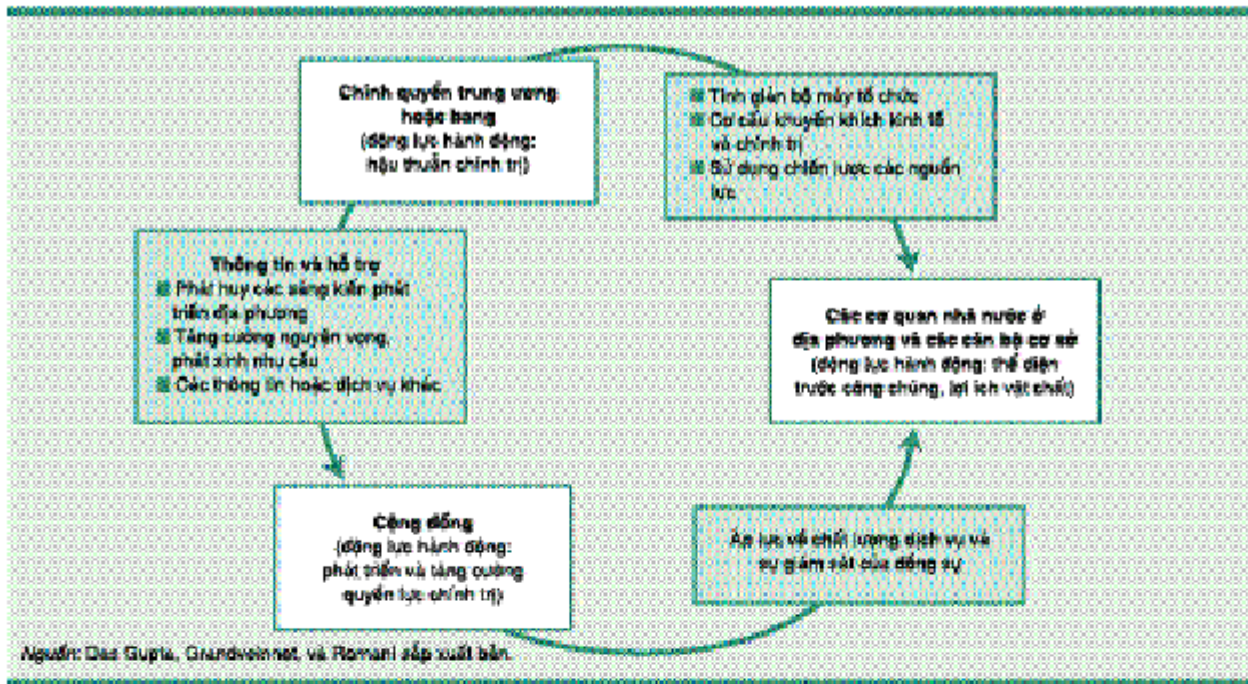 Chính quyền trung ương
hoặc bang
(động lực hành động:
hậu thuẫn chính trị)
■ Tinh giản bộ máy tổ chức
■ Cơ cấu khuyến khích kinh tế
và chính trị
■ Sử dụng chiến lược các nguồn
lực
Thông tin và hỗ trợ
■ Phát huy các sáng kiến phát
triển địa phương
■ Tăng cường nguyện vọng,
phát sinh nhu cầu
■ Các thông tin hoặc dịch vụ khác
Các cơ quan nhà nước ở
địa phương và các cán bộ cơ sở
(động lực hành động: thể diện
trước công chúng, lợi ích vật chất)
Cộng đồng
(động lực hành động:
phát triển và tăng cường
quyền lực chính trị)
Áp lực về chất lượng dịch vụ và
sự giám sát của đồng sự
Nguồn: Das Gupta, Grandvoinnet, và Romani sắp xuất bản.